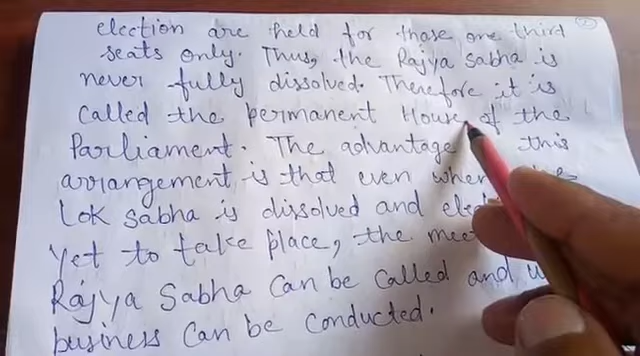 election are held for those one third
seats only. Thus, the Rajya Sabha is
never fully dissolved. Therefore it is
called the permanent House of the
Parliament. The advantage this
arrangement is that even when
Lok Sabha is dissolved and
yet to take place, the
Rajya Sabha can be called and
business can be conducted.